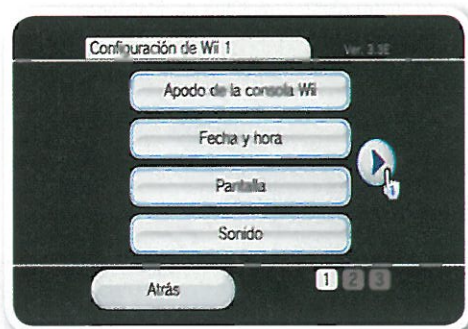 Configuración de Wii 1
Ver. 3.3E
Apodo de la consola Wii
Fecha y hora
Pantalla
Sonido
Atrás
1 2 3